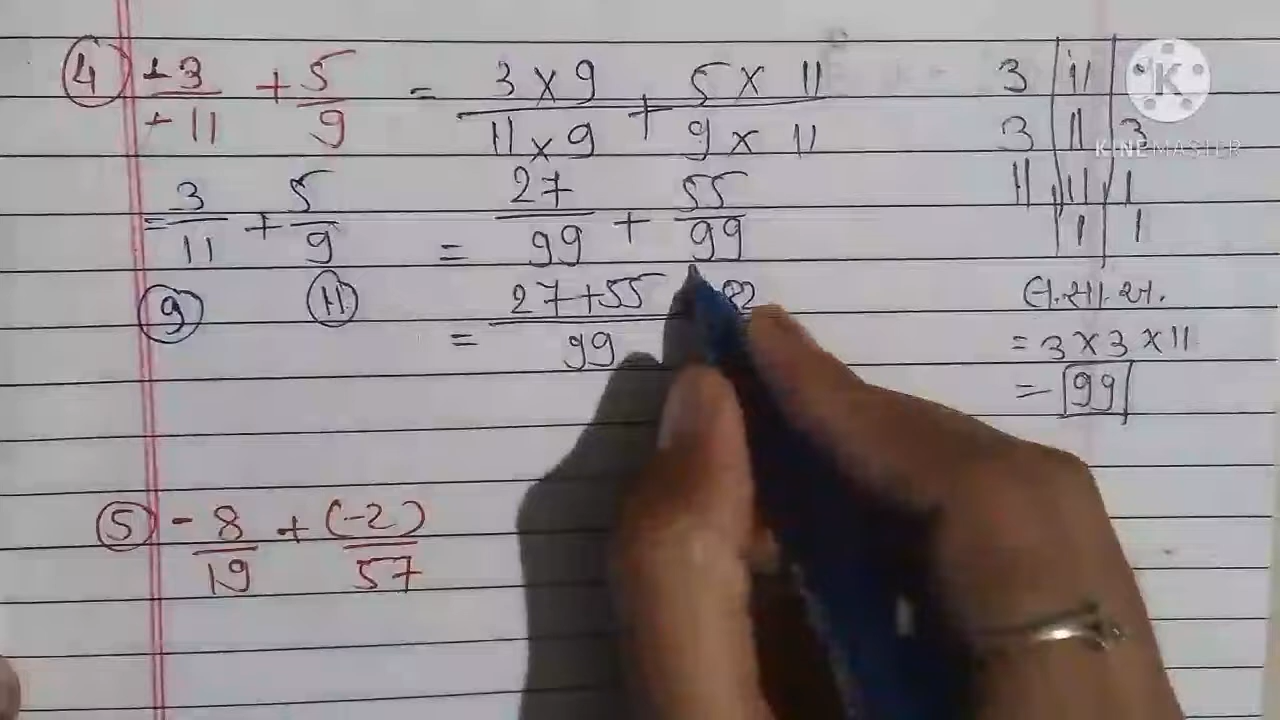 ④ +3/+11 + 5/9 = 3 × 9/11 × 9 + 5 × 11/9 × 11
= 3/11 + 5/9 = 27/99 + 55/99
⑨ ⑪ = 27+55/99 82
⑤ -8/19 + (-2)/57
3 | 11 |
3 | 11 | 3
11 | 11 | 1
| 1 | 1
લ.સા.અ.
= 3 × 3 × 11
= 99
K
KINEMASTER